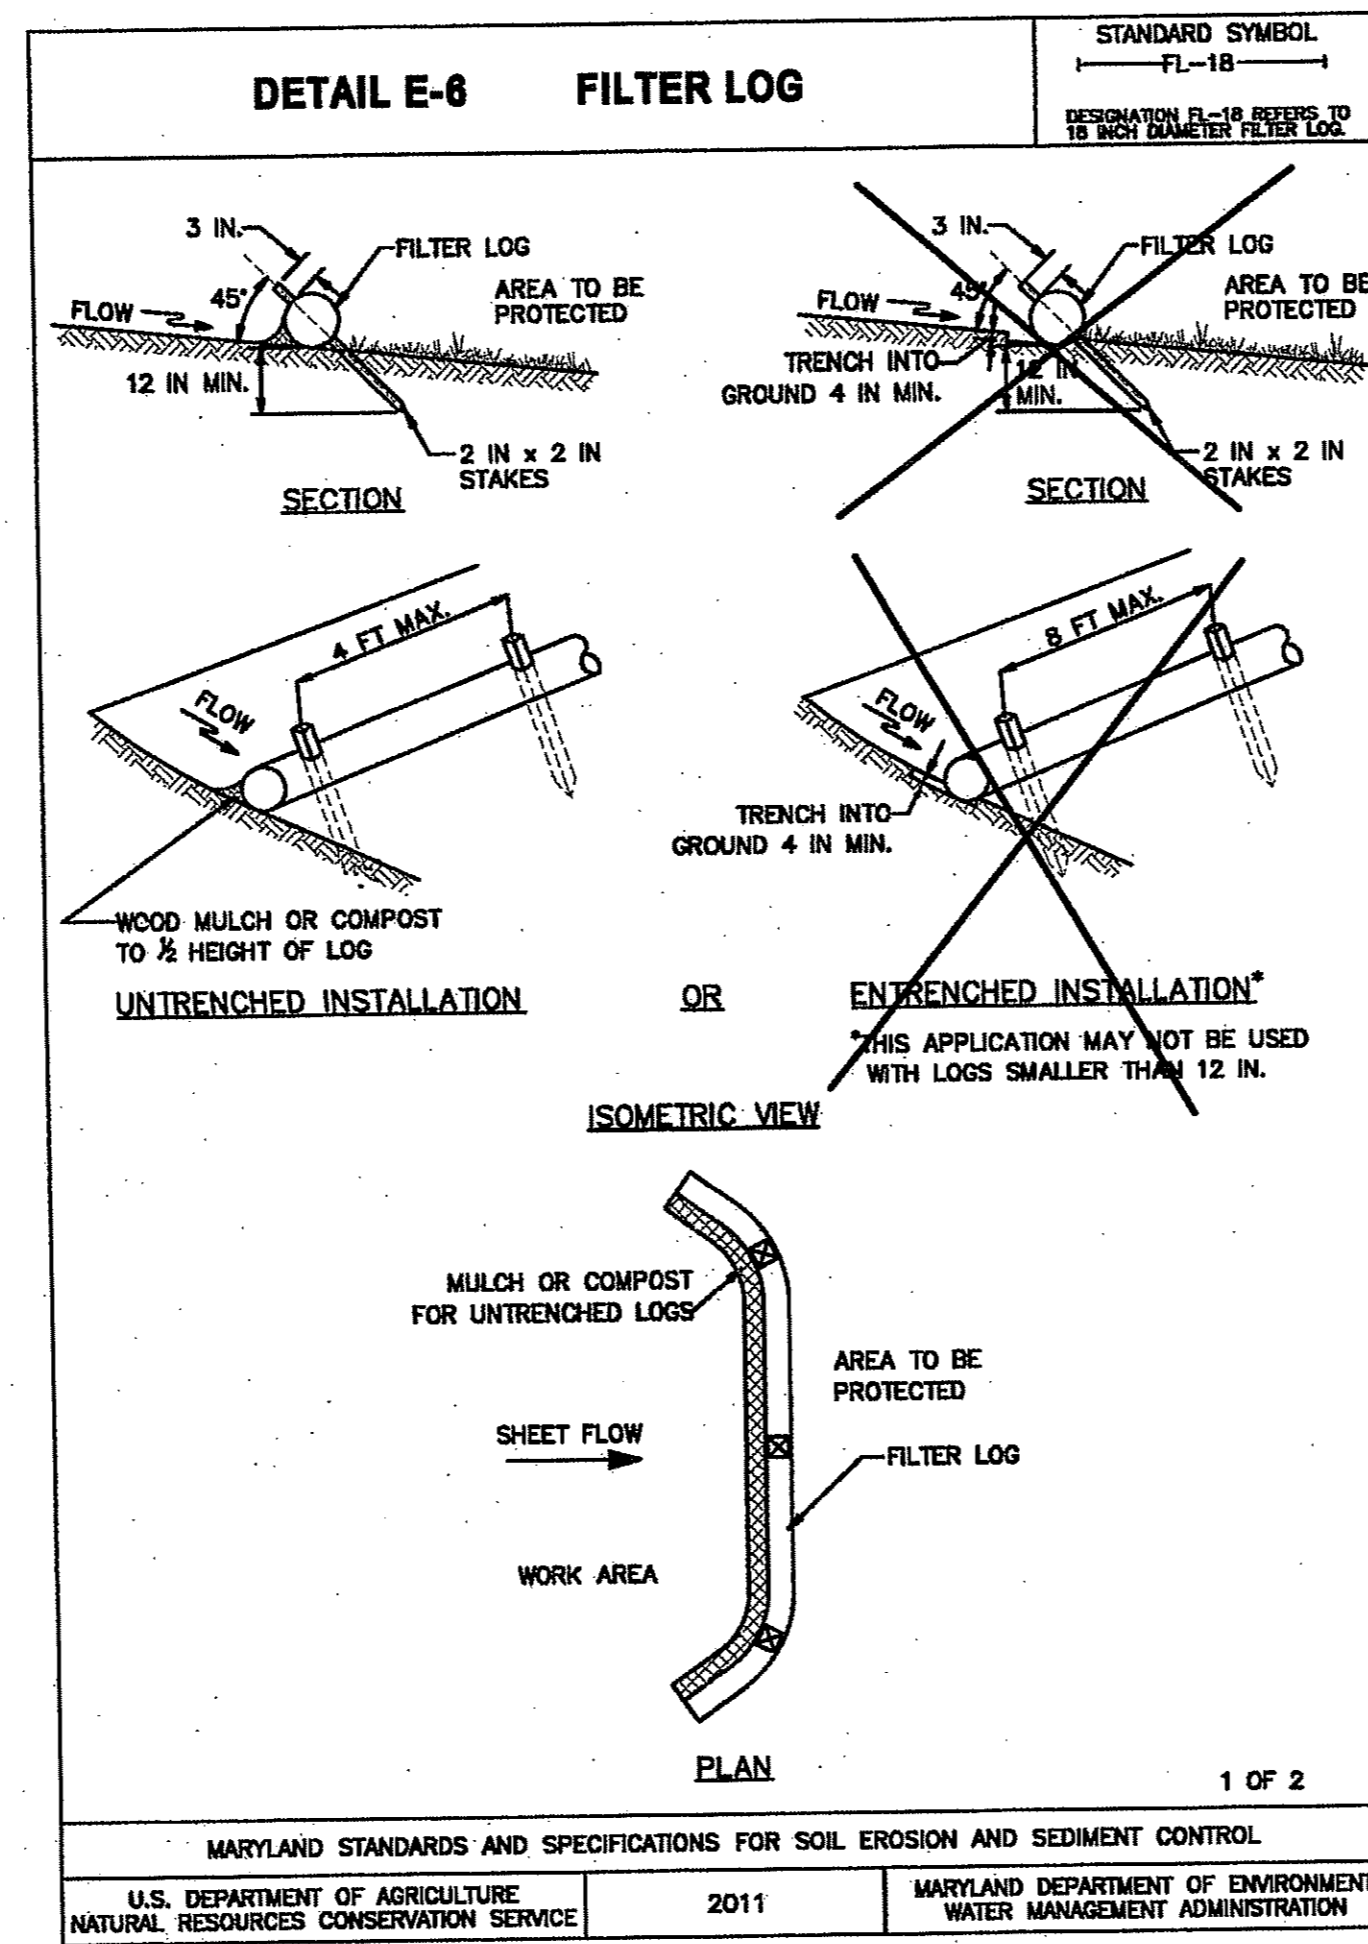 DETAIL E-6 FILTER LOG
STANDARD SYMBOL
FL-18
DESIGNATION FL-18 REFERS TO
18 INCH DIAMETER FILTER LOG.
3 IN.
FILTER LOG
45°
AREA TO BE
PROTECTED
FLOW
12 IN MIN.
2 IN x 2 IN
STAKES
SECTION
3 IN.
FILTER LOG
45°
AREA TO BE
PROTECTED
FLOW
TRENCH INTO
GROUND 4 IN MIN.
12 IN
MIN.
2 IN x 2 IN
STAKES
SECTION
4 FT MAX.
FLOW
WOOD MULCH OR COMPOST
TO ½ HEIGHT OF LOG
UNTRENCHED INSTALLATION
OR
8 FT MAX.
FLOW
TRENCH INTO
GROUND 4 IN MIN.
ENTRENCHED INSTALLATION*
*THIS APPLICATION MAY NOT BE USED
WITH LOGS SMALLER THAN 12 IN.
ISOMETRIC VIEW
MULCH OR COMPOST
FOR UNTRENCHED LOGS
AREA TO BE
PROTECTED
SHEET FLOW
FILTER LOG
WORK AREA
PLAN
1 OF 2
MARYLAND STANDARDS AND SPECIFICATIONS FOR SOIL EROSION AND SEDIMENT CONTROL
U.S. DEPARTMENT OF AGRICULTURE
NATURAL RESOURCES CONSERVATION SERVICE
2011
MARYLAND DEPARTMENT OF ENVIRONMENT
WATER MANAGEMENT ADMINISTRATION